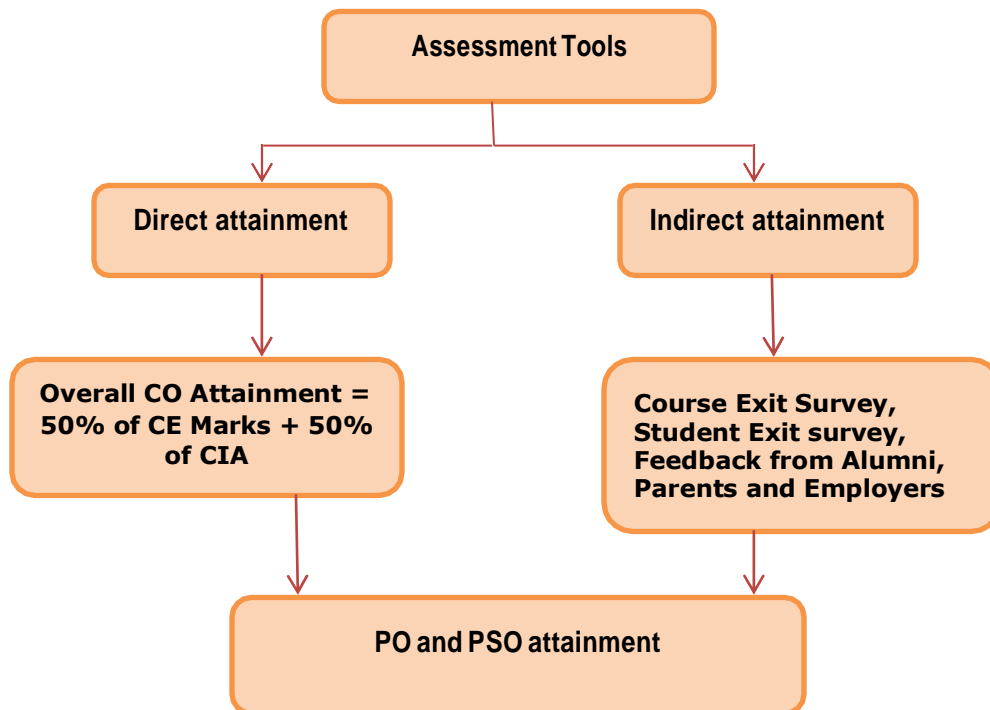 Assessment Tools
Direct attainment
Indirect attainment
Overall CO Attainment =
50% of CE Marks + 50%
of CIA
Course Exit Survey,
Student Exit survey,
Feedback from Alumni,
Parents and Employers
PO and PSO attainment